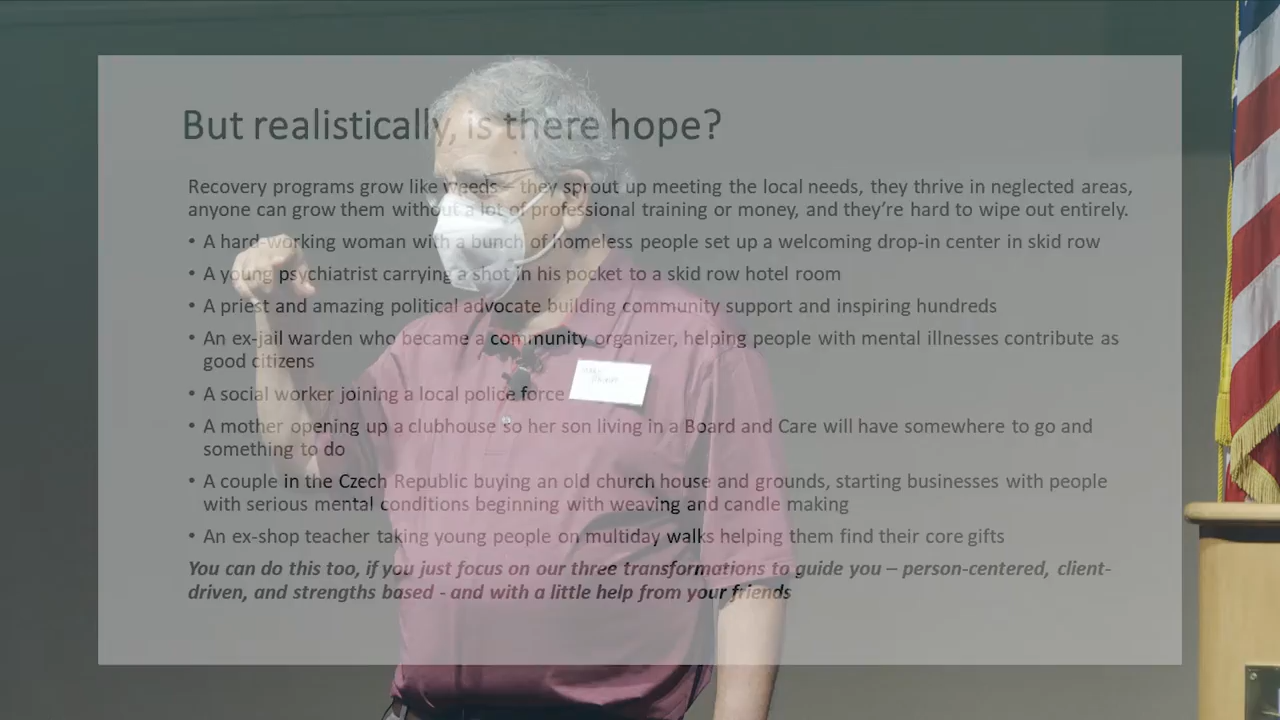 But realistically, is there hope?
Recovery programs grow like weeds – they sprout up meeting the local needs, they thrive in neglected areas,
anyone can grow them without a lot of professional training or money, and they're hard to wipe out entirely.
• A hard-working woman with a bunch of homeless people set up a welcoming drop-in center in skid row
• A young psychiatrist carrying a shot in his pocket to a skid row hotel room
• A priest and amazing political advocate building community support and inspiring hundreds
• An ex-jail warden who became a community organizer, helping people with mental illnesses contribute as
good citizens
• A social worker joining a local police force
• A mother opening up a clubhouse so her son living in a Board and Care will have somewhere to go and
something to do
• A couple in the Czech Republic buying an old church house and grounds, starting businesses with people
with serious mental conditions beginning with weaving and candle making
• An ex-shop teacher taking young people on multiday walks helping them find their core gifts
You can do this too, if you just focus on our three transformations to guide you – person-centered, client-
driven, and strengths based - and with a little help from your friends